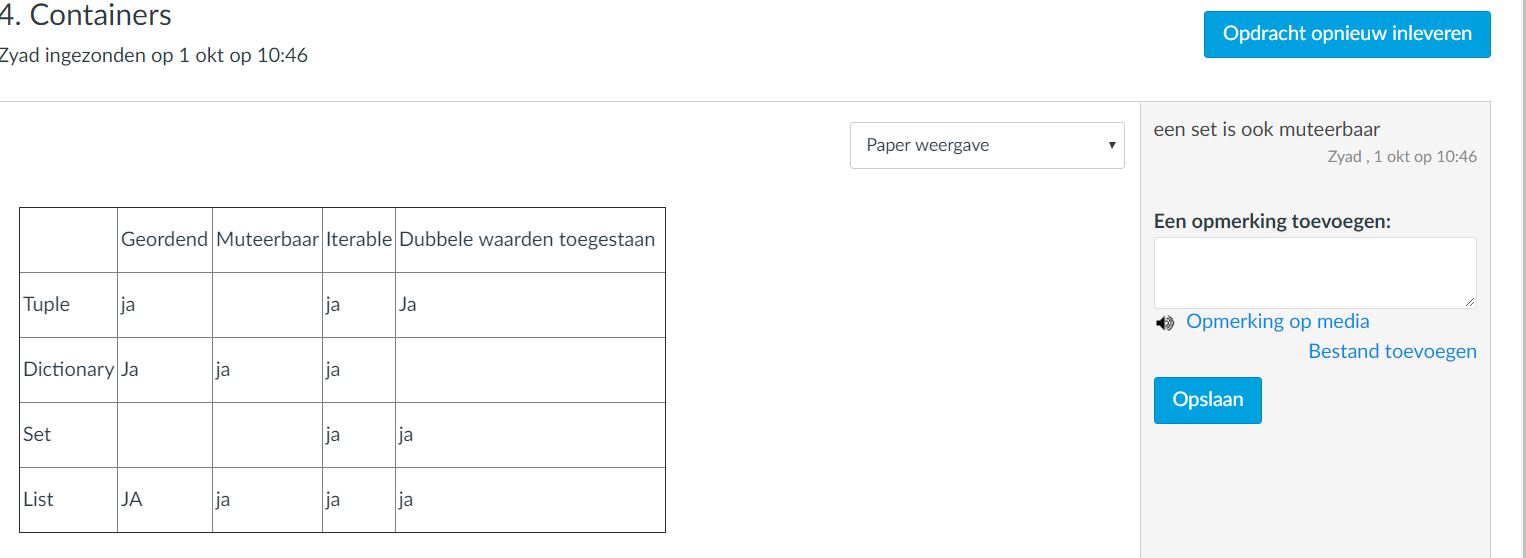 4. Containers
Zyad ingezonden op 1 okt op 10:46
Opdracht opnieuw inleveren
Paper weergave
Geordend Muteerbaar Iterable Dubbele waarden toegestaan
Tuple ja ja Ja
Dictionary Ja ja ja
Set ja ja
List JA ja ja ja
een set is ook muteerbaar
Zyad , 1 okt op 10:46
Een opmerking toevoegen:
Opmerking op media
Bestand toevoegen
Opslaan